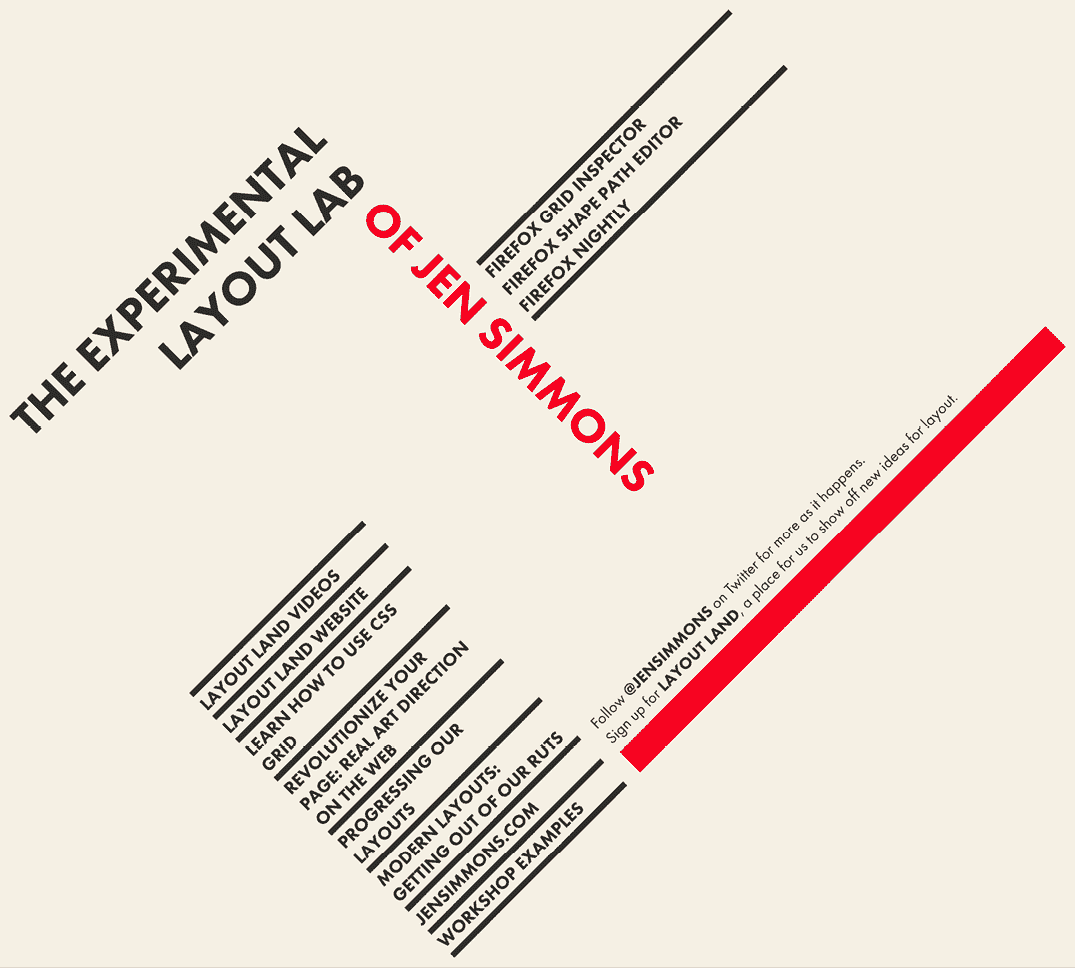 THE EXPERIMENTAL
LAYOUT LAB
OF JEN SIMMONS
FIREFOX GRID INSPECTOR
FIREFOX SHAPE PATH EDITOR
FIREFOX NIGHTLY
LAYOUT LAND VIDEOS
LAYOUT LAND WEBSITE
LEARN HOW TO USE CSS
GRID
REVOLUTIONIZE YOUR
PAGE: REAL ART DIRECTION
ON THE WEB
PROGRESSING OUR
LAYOUTS
MODERN LAYOUTS:
GETTING OUT OF OUR RUTS
JENSIMMONS.COM
WORKSHOP EXAMPLES
Follow @JENSIMMONS on Twitter for more as it happens.
Sign up for LAYOUT LAND, a place for us to show off new ideas for layout.